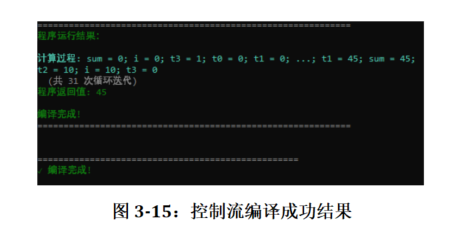 ============================================================
程序运行结果:
计算过程: sum = 0; i = 0; t3 = 1; t0 = 0; t1 = 0; ...; t1 = 45; sum = 45;
t2 = 10; i = 10; t3 = 0
(共 31 次循环迭代)
程序返回值: 45
编译完成!
============================================================
==================================================
✓ 编译完成!
图 3-15：控制流编译成功结果